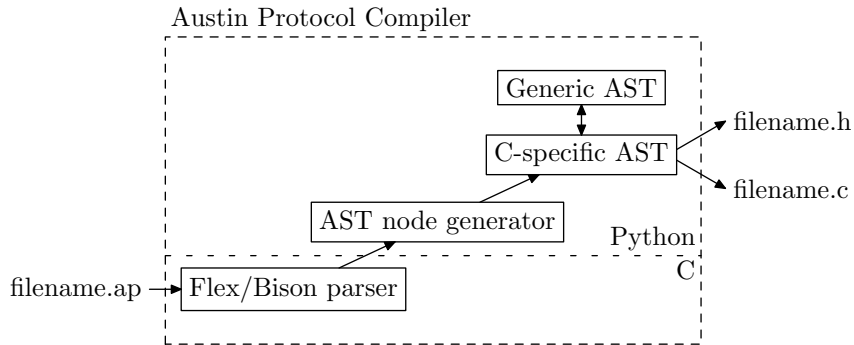 Austin Protocol Compiler
Generic AST
filename.h
C-specific AST
filename.c
AST node generator
Python
C
filename.ap
Flex/Bison parser